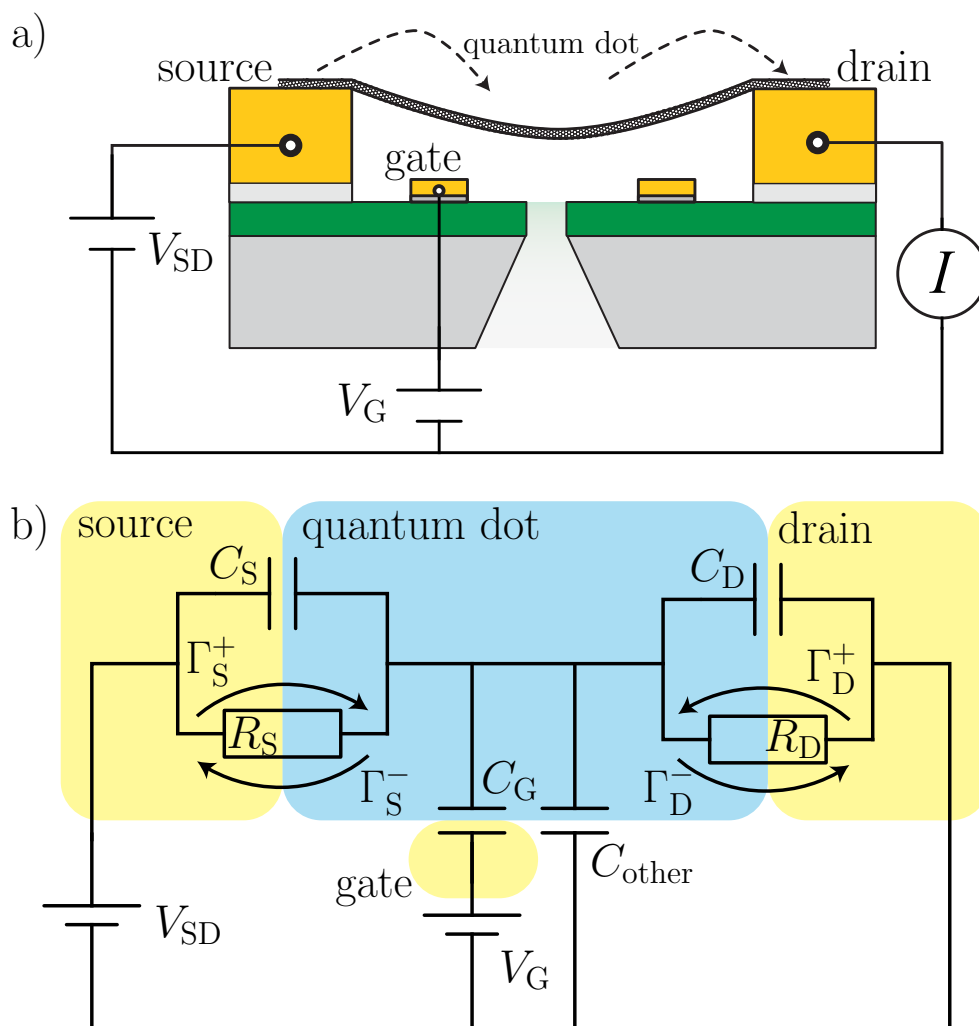 a)
quantum dot
source
drain
gate
V_SD
I
V_G
b)
source
quantum dot
drain
C_S
C_D
Γ_S^+
Γ_D^+
R_S
R_D
Γ_S^-
C_G
Γ_D^-
C_other
gate
V_SD
V_G